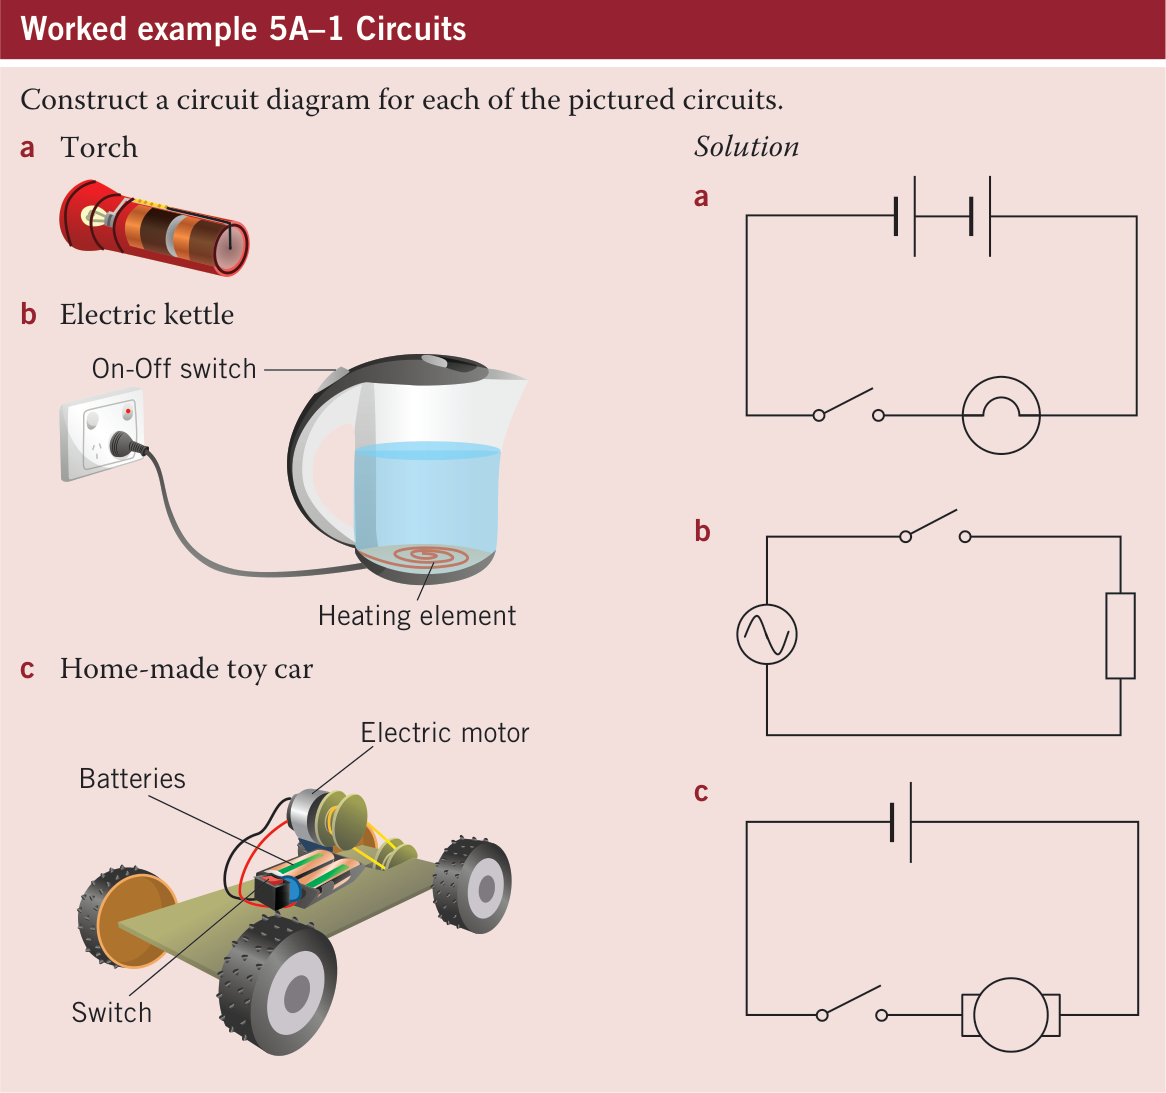 Worked example 5A–1 Circuits
Construct a circuit diagram for each of the pictured circuits.
a Torch
Solution
a
b Electric kettle
On-Off switch
Heating element
b
c Home-made toy car
Electric motor
Batteries
Switch
c